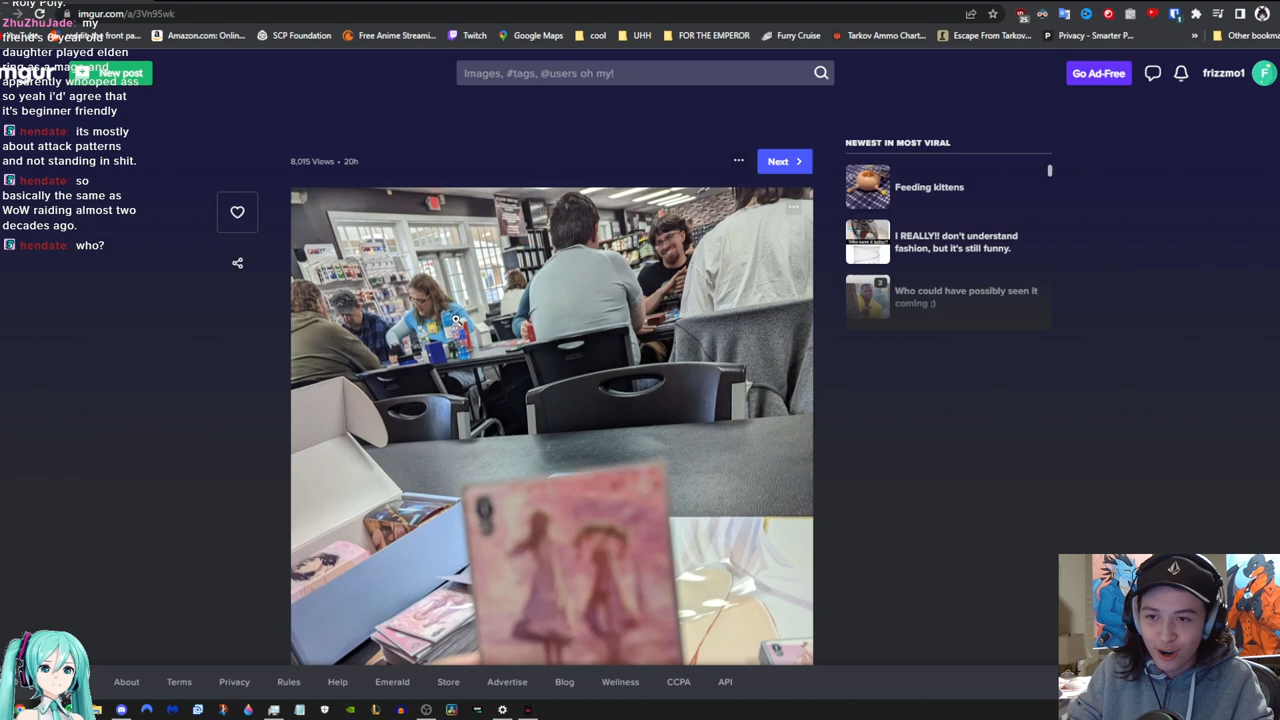 - Roly Poly.
imgur.com/a/3Vn95wk
ZhuZhuJade: my
friend's 8 year old
daughter played elden
ring as a mage and
apparently whooped ass
so yeah i'd' agree that
it's beginner friendly
hendate: its mostly
about attack patterns
and not standing in shit.
hendate: so
basically the same as
WoW raiding almost two
decades ago.
hendate: who?
Amazon.com: Onlin...
SCP Foundation
Free Anime Streami...
Twitch
Google Maps
cool
UHH
FOR THE EMPEROR
Furry Cruise
Tarkov Ammo Chart...
Escape From Tarkov...
Privacy - Smarter P...
Other bookma
25
imgur
New post
Images, #tags, @users oh my!
Go Ad-Free
frizzmo1
F
8,015 Views • 20h
Next
NEWEST IN MOST VIRAL
Feeding kittens
I REALLY!! don't understand
fashion, but it's still funny.
2
Who could have possibly seen it
coming ;)
About
Terms
Privacy
Rules
Help
Emerald
Store
Advertise
Blog
Wellness
CCPA
API